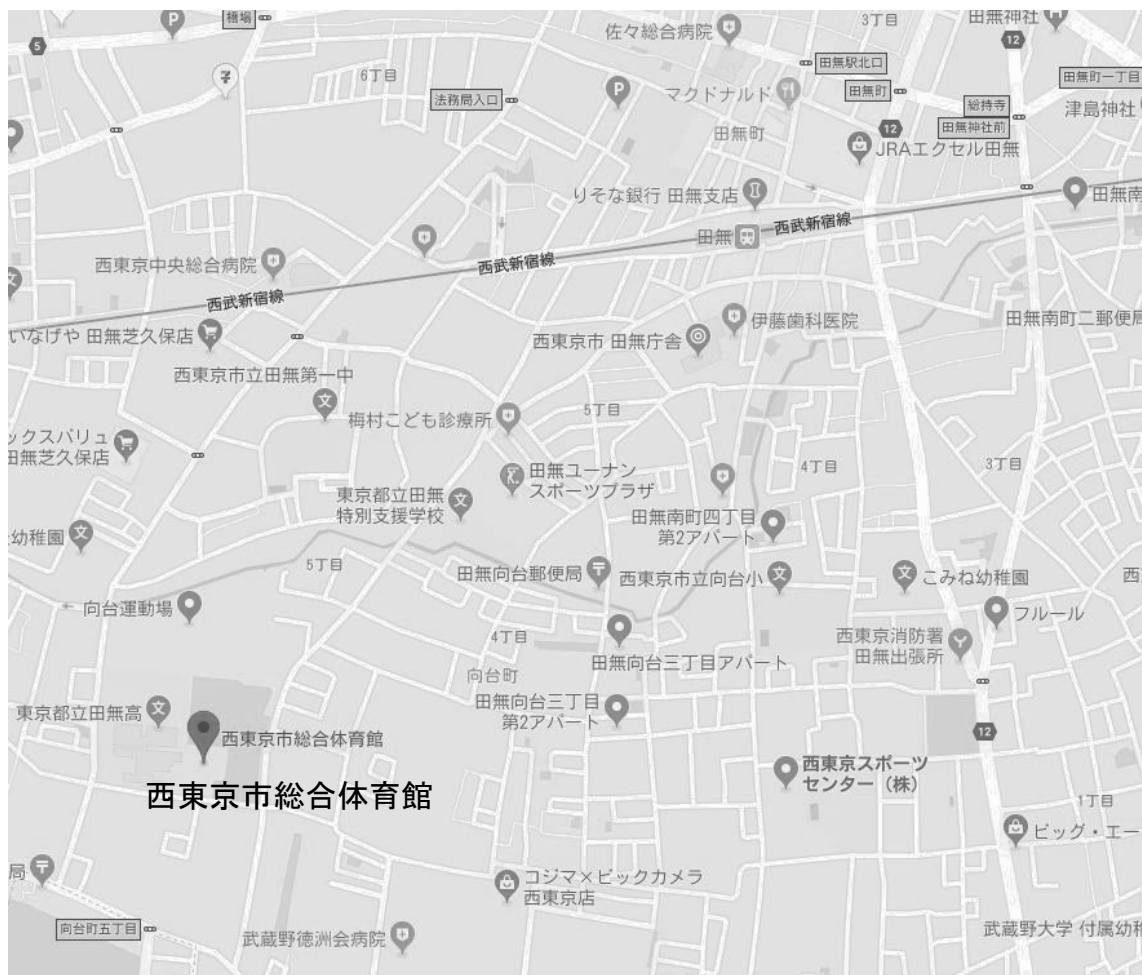 橋場
5
P
6丁目
佐々総合病院
3丁目
田無神社
12
田無駅北口
田無町一丁目
法務局入口
P
マクドナルド
田無町
総持寺
津島神社
田無町
12
田無神社前
JRAエクセル田無
りそな銀行 田無支店
田無南
田無
西武新宿線
西武新宿線
西東京中央総合病院
西武新宿線
いなげや 田無芝久保店
西東京市 田無庁舎
伊藤歯科医院
田無南町二郵便局
西東京市立田無第一中
梅村こども診療所
5丁目
ックスバリュ
田無芝久保店
田無ユーナン
スポーツプラザ
4丁目
3丁目
東京都立田無
特別支援学校
田無南町四丁目
第2アパート
幼稚園
5丁目
田無向台郵便局
西東京市立向台小
こみね幼稚園
西
向台運動場
フルール
4丁目
西東京消防署
田無出張所
田無向台三丁目アパート
向台町
田無向台三丁目
第2アパート
東京都立田無高
西東京市総合体育館
12
西東京スポーツ
センター（株）
西東京市総合体育館
1丁目
ビッグ・エー
局
コジマ×ビックカメラ
西東京店
向台町五丁目
武蔵野徳洲会病院
武蔵野大学 付属幼稚